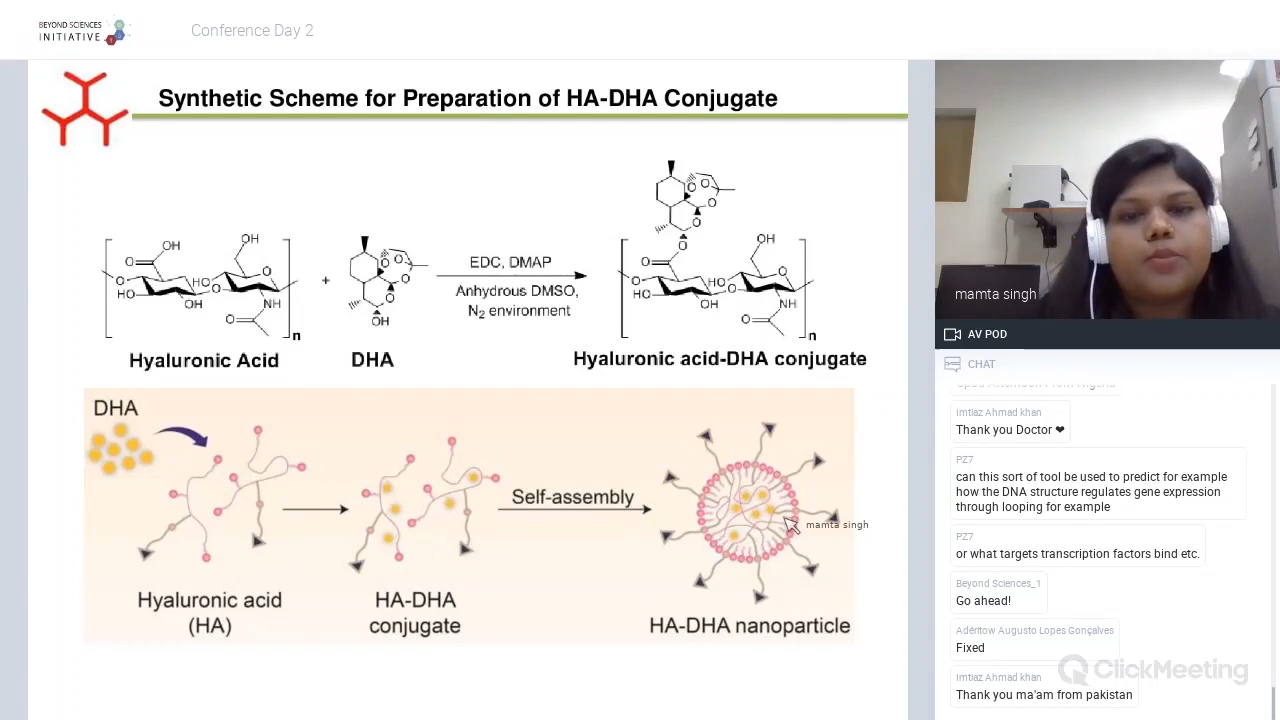 BEYOND SCIENCES
INITIATIVE
Conference Day 2
Synthetic Scheme for Preparation of HA-DHA Conjugate
OH
O
O
HO
OH
HO
O
OH
O
NH
O
n
+
O
O
O
O
OH
EDC, DMAP
Anhydrous DMSO,
N₂ environment
O
O
O
O
O
O
O
HO
OH
HO
O
OH
O
NH
O
n
Hyaluronic Acid
DHA
Hyaluronic acid-DHA conjugate
DHA
Self-assembly
mamta singh
Hyaluronic acid
(HA)
HA-DHA
conjugate
HA-DHA nanoparticle
mamta singh
AV POD
CHAT
Imtiaz Ahmad khan
Thank you Doctor ❤
PZ7
can this sort of tool be used to predict for example
how the DNA structure regulates gene expression
through looping for example
PZ7
or what targets transcription factors bind etc.
Beyond Sciences_1
Go ahead!
Adéritow Augusto Lopes Gonçalves
Fixed
Imtiaz Ahmad khan
Thank you ma'am from pakistan
ClickMeeting